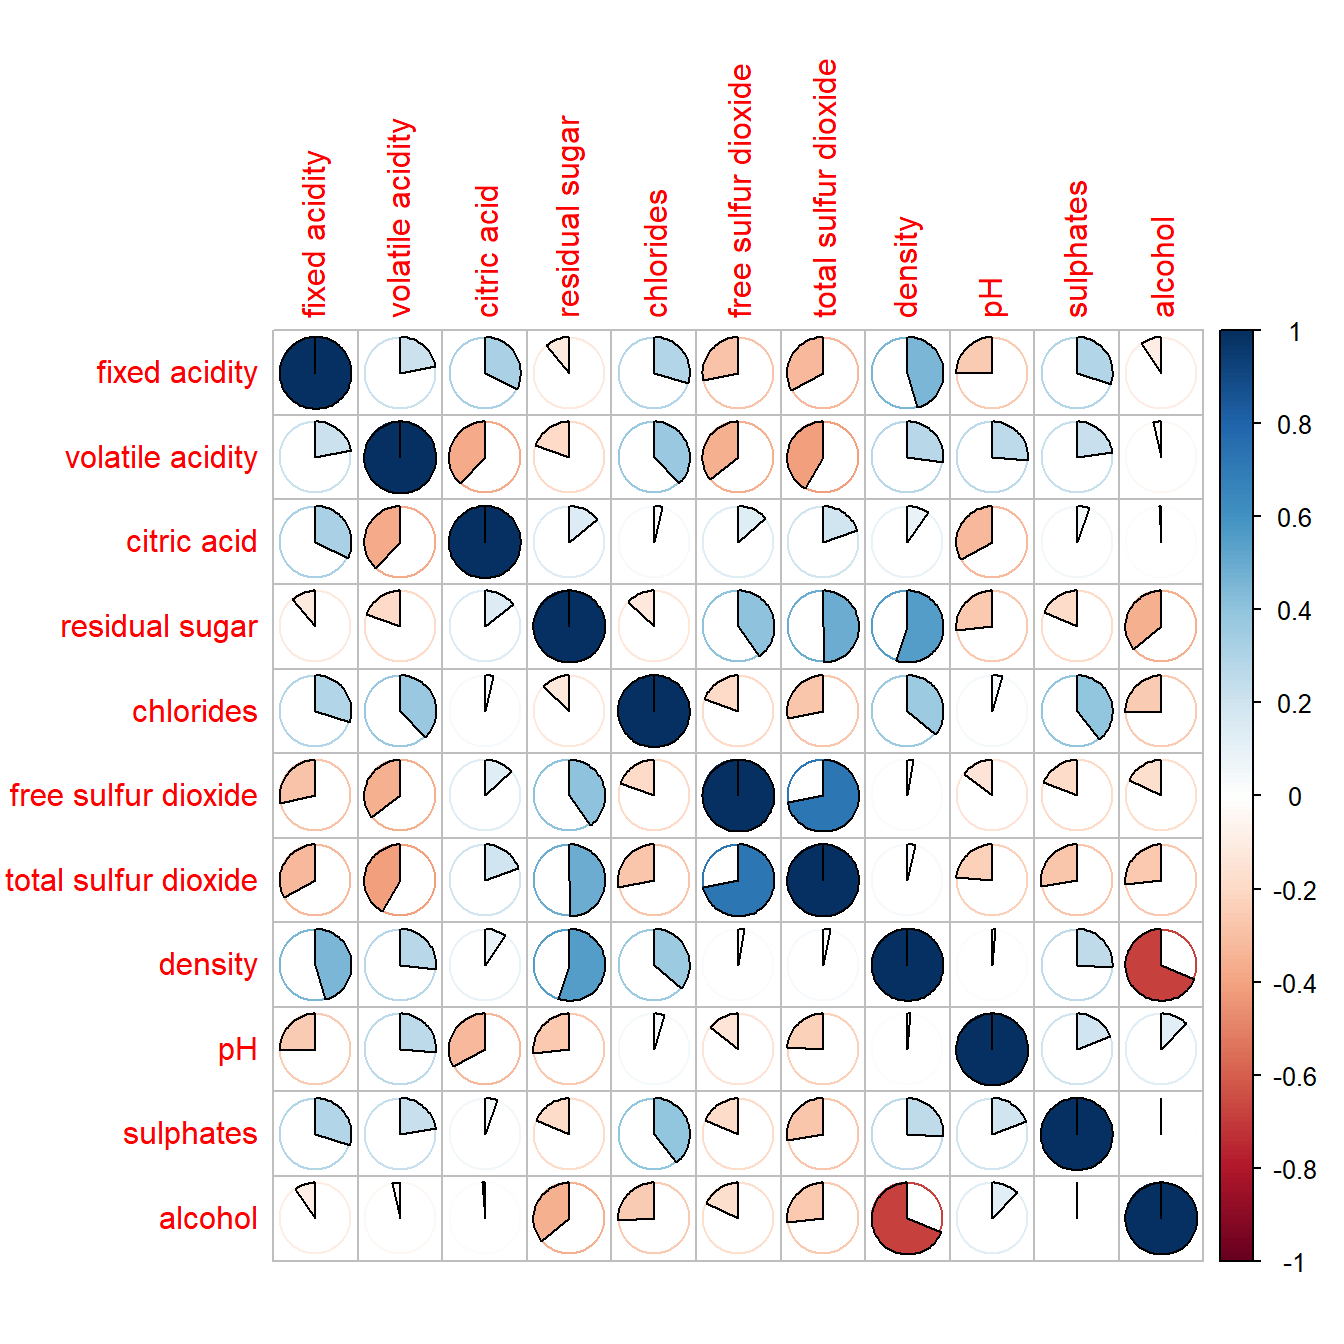 fixed acidity
volatile acidity
citric acid
residual sugar
chlorides
free sulfur dioxide
total sulfur dioxide
density
pH
sulphates
alcohol
fixed acidity
volatile acidity
citric acid
residual sugar
chlorides
free sulfur dioxide
total sulfur dioxide
density
pH
sulphates
alcohol
1
0.8
0.6
0.4
0.2
0
-0.2
-0.4
-0.6
-0.8
-1